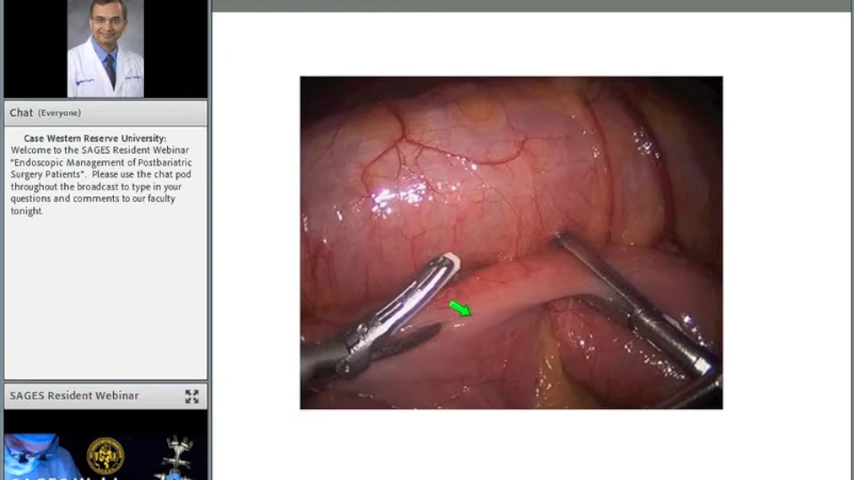 Chat (Everyone)
Case Western Reserve University:
Welcome to the SAGES Resident Webinar
"Endoscopic Management of Postbariatric
Surgery Patients". Please use the chat pod
throughout the broadcast to type in your
questions and comments to our faculty
tonight.
SAGES Resident Webinar